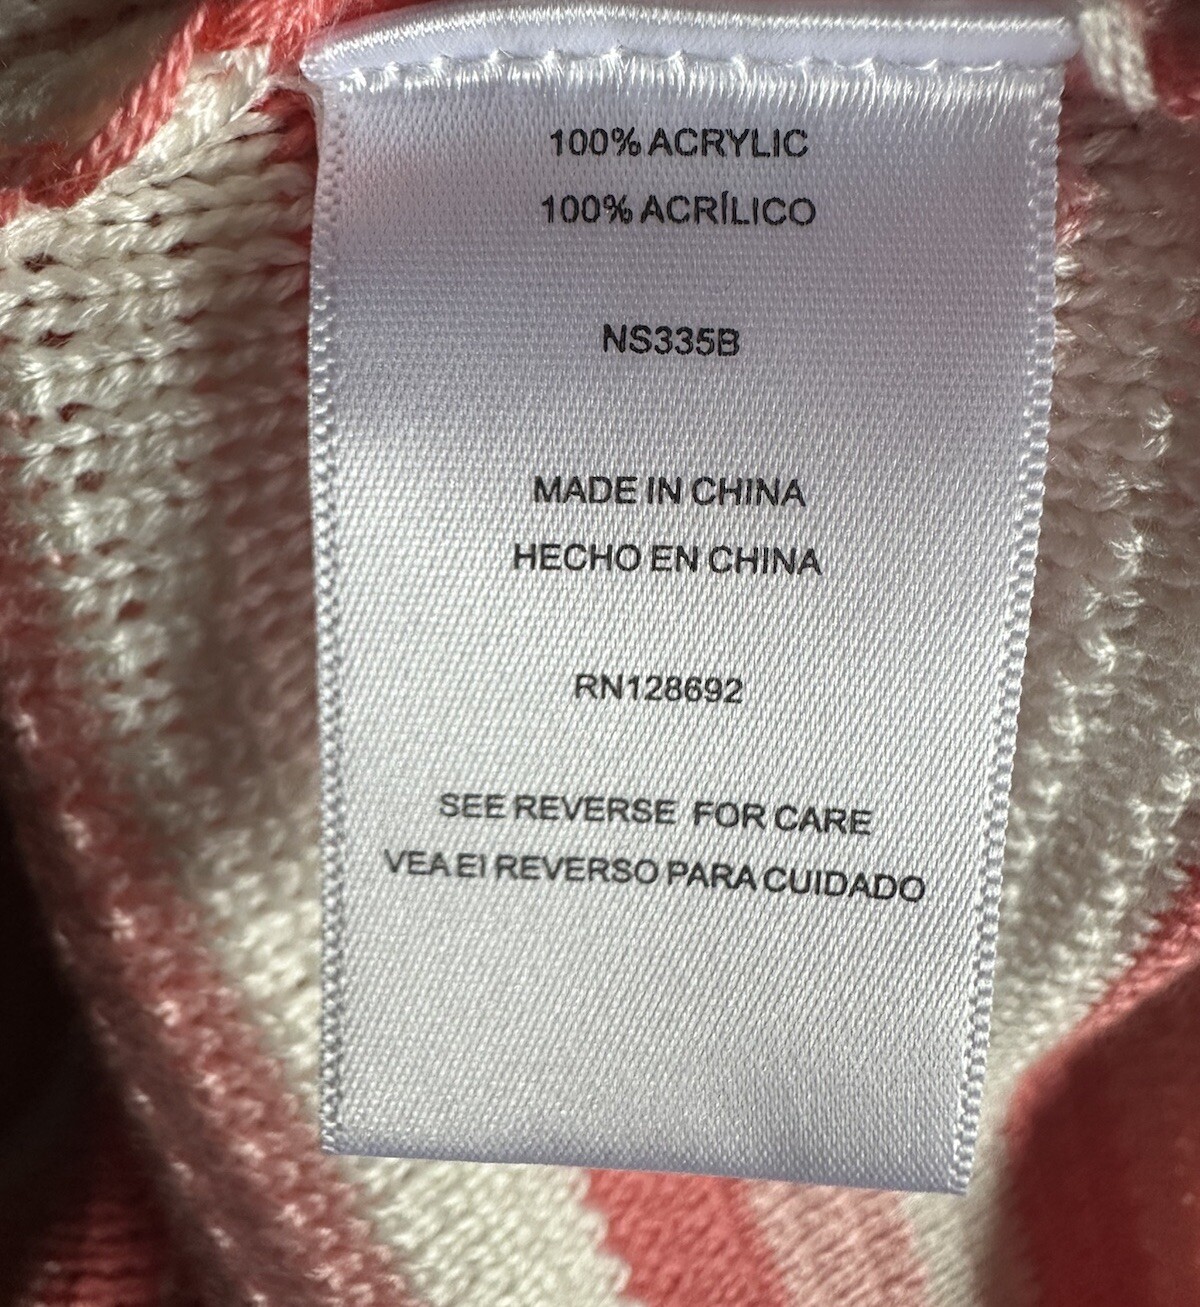 100% ACRYLIC
100% ACRÍLICO
NS335B
MADE IN CHINA
HECHO EN CHINA
RN128692
SEE REVERSE FOR CARE
VEA El REVERSO PARA CUIDADO